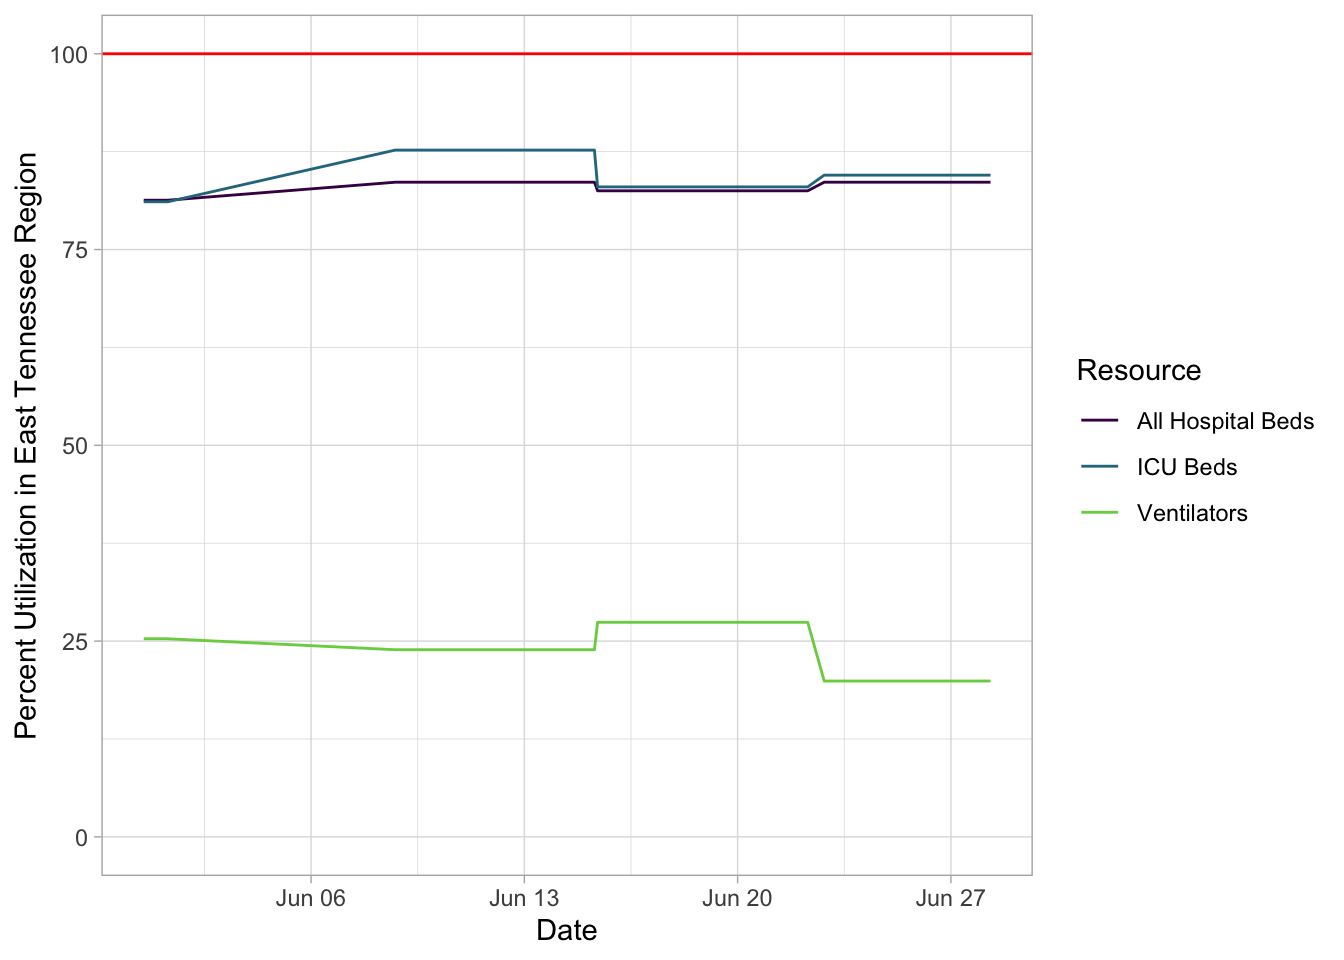 Percent Utilization in East Tennessee Region
100
75
50
25
0
Jun 06
Jun 13
Jun 20
Jun 27
Date
Resource
All Hospital Beds
ICU Beds
Ventilators